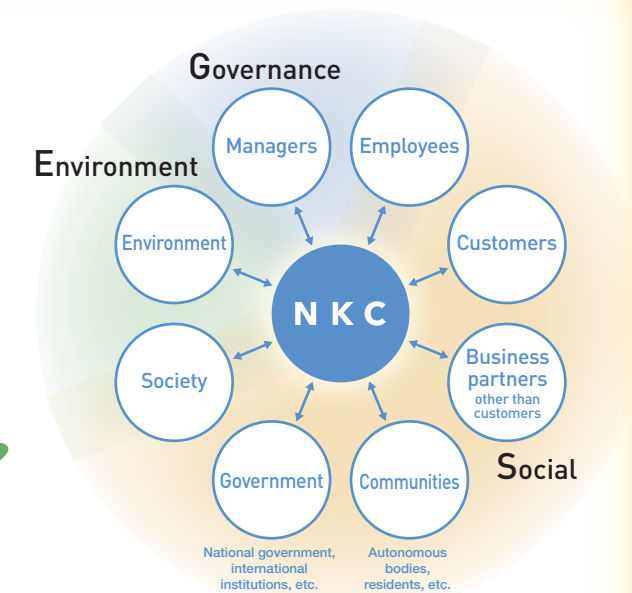 Governance
Managers
Employees
Environment
Environment
Customers
NKC
Society
Business
partners
other than
customers
Social
Government
Communities
National government,
international
institutions, etc.
Autonomous
bodies,
residents, etc.